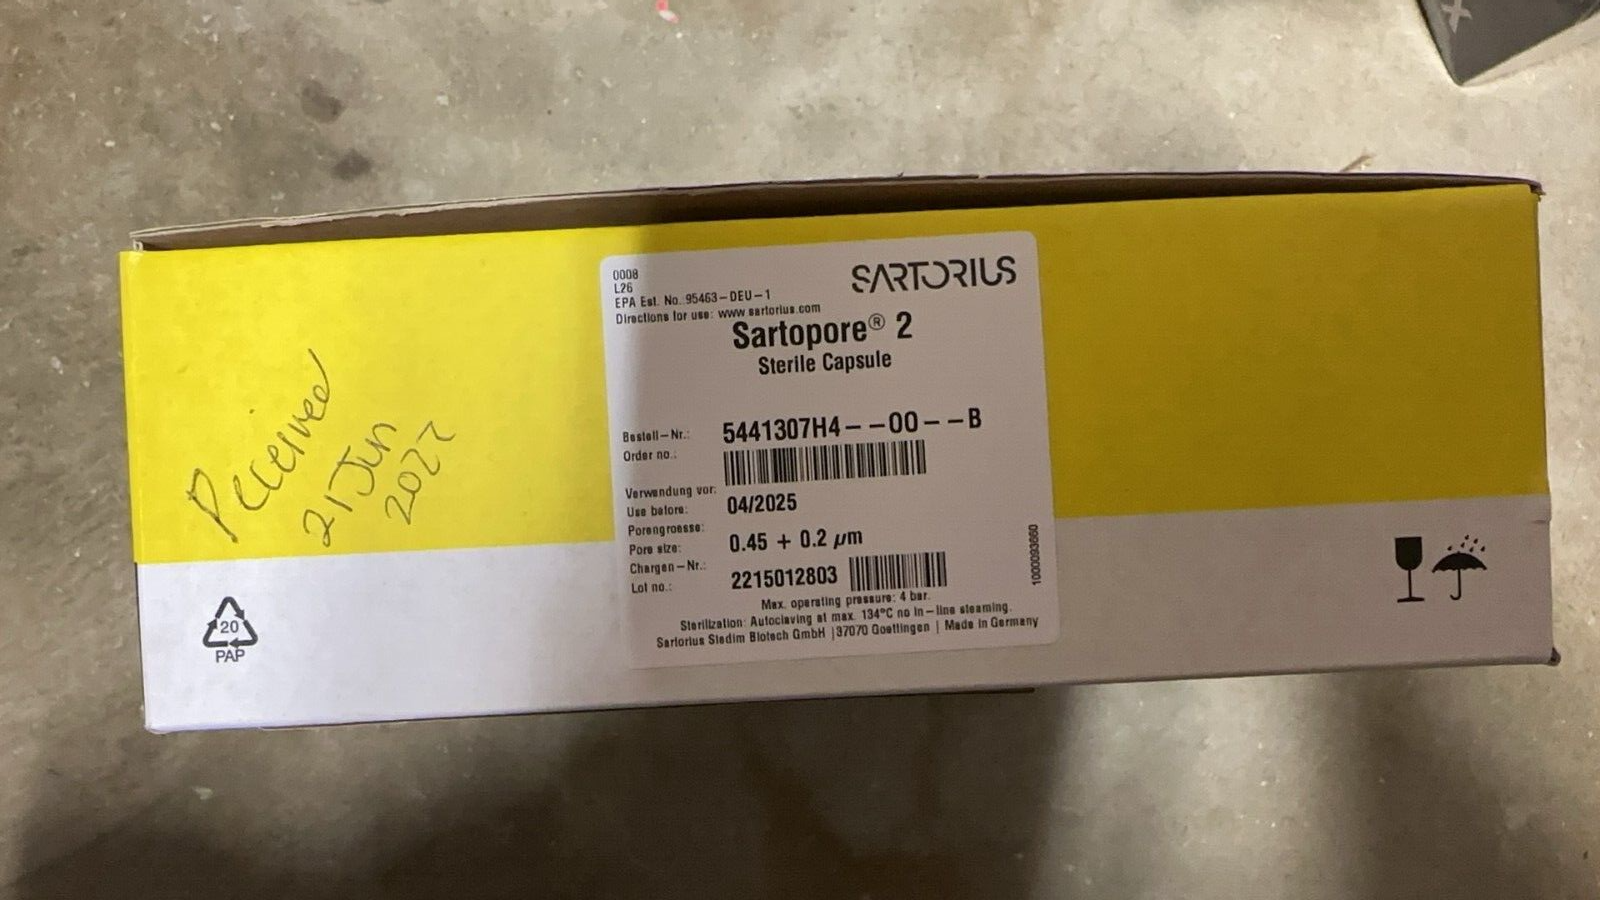 0008
L26
EPA Est. No. 95463-DEU-1
Directions for use: www sartorius.com
SARTORIUS
Sartopore® 2
Sterile Capsule
Bestell-Nr.: 5441307H4--00--B
Order no.:
Verwendung vor:
Use before: 04/2025
Porengroesse:
Pore size: 0.45 + 0.2 µm
Chargen-Nr.:
Lot no.: 2215012803
Max. operating pressure: 4 bar.
Sterilization: Autoclaving at max. 134°C no in-line steaming.
Sartorius Stedim Biotech GmbH | 37070 Goettingen | Made in Germany
1000093660
Received
21 Jun
2022
20
PAP
X